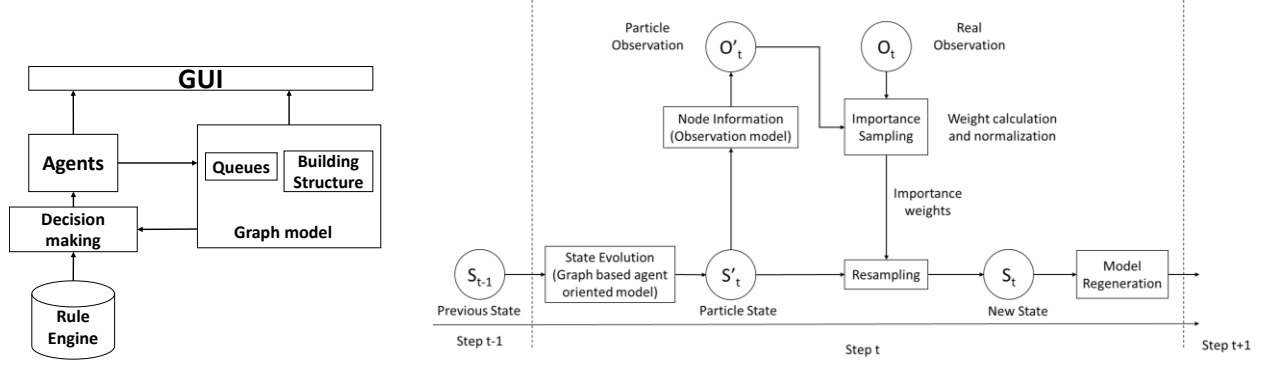 GUI
Agents
Queues
Building
Structure
Graph model
Decision
making
Rule
Engine
Particle
Observation
O't
Ot
Real
Observation
Node Information
(Observation model)
Importance
Sampling
Weight calculation
and normalization
Importance
weights
St-1
Previous State
State Evolution
(Graph based agent
oriented model)
S't
Particle State
Resampling
St
New State
Model
Regeneration
Step t-1
Step t
Step t+1